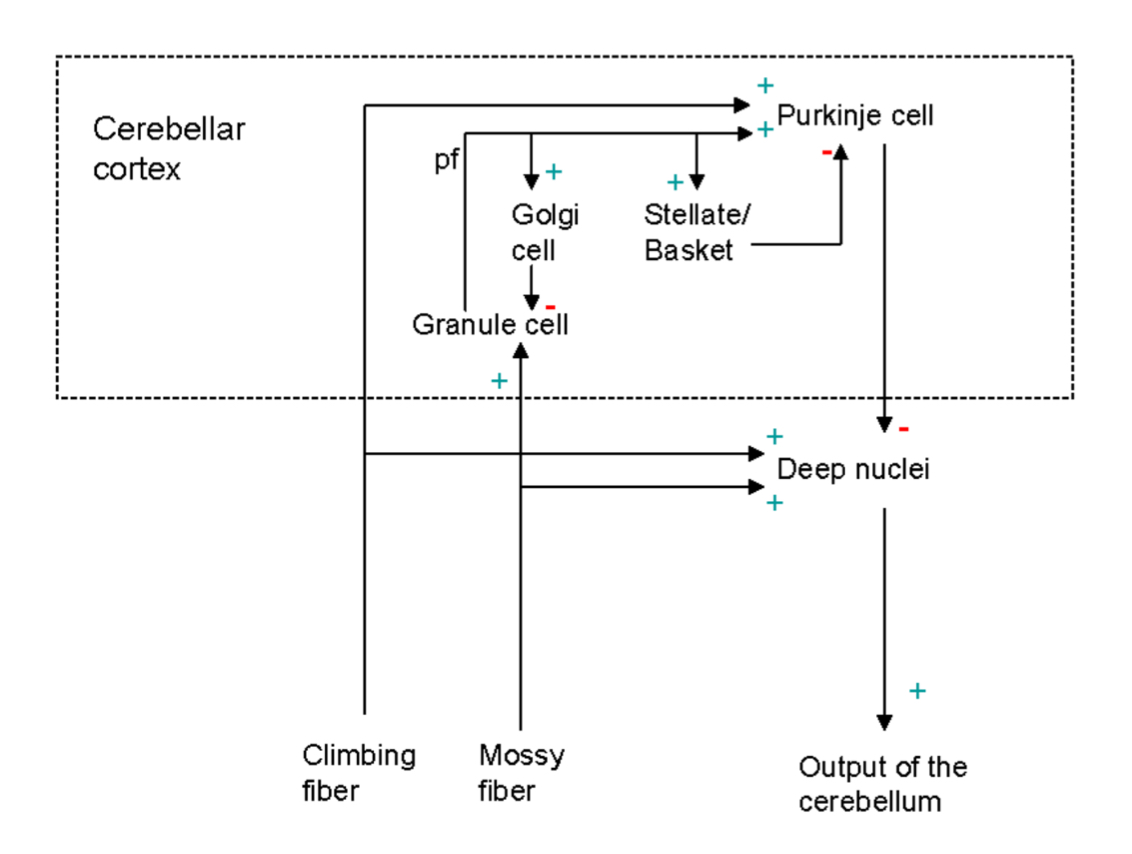 Cerebellar
cortex
+
Purkinje cell
+
pf
-
+
+
Golgi
cell
Stellate/
Basket
-
Granule cell
+
-
+
Deep nuclei
+
+
Climbing
fiber
Mossy
fiber
Output of the
cerebellum